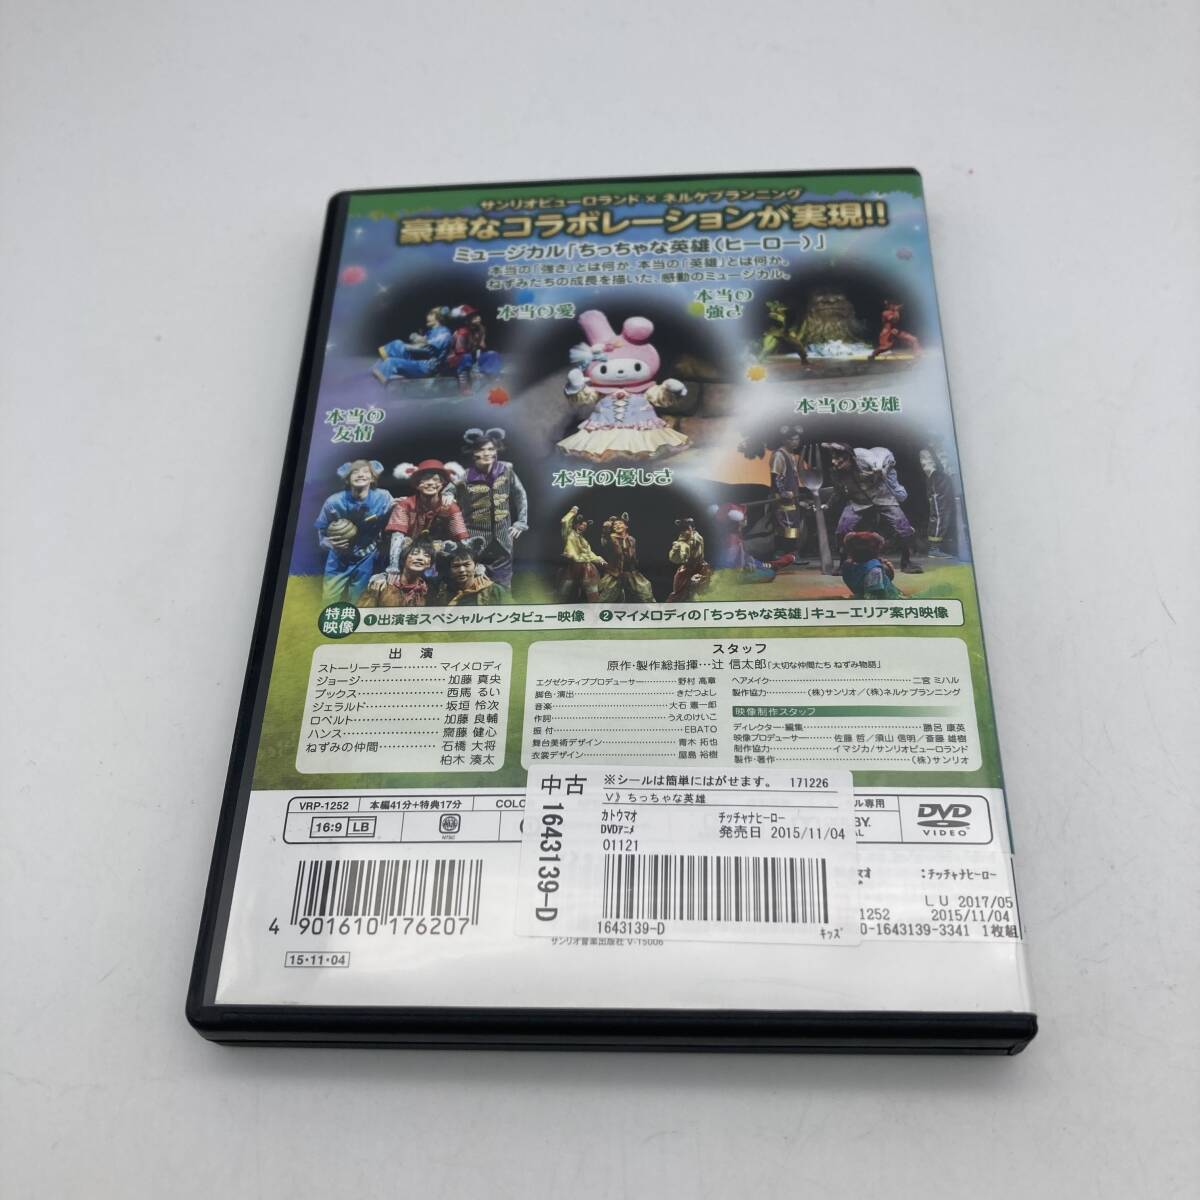 サンリオピューロランド×ネルケプランニング
豪華なコラボレーションが実現!!
ミュージカル「ちっちゃな英雄(ヒーロー)」
本当の「強さ」とは何か、本当の「英雄」とは何か。
ねずみたちの成長を描いた、感動のミュージカル。
本当の愛
本当の
強さ
本当の
友情
本当の英雄
本当の優しさ
特典
映像
❶出演者スペシャルインタビュー映像 ❷マイメロディの「ちっちゃな英雄」キューエリア案内映像
出 演
ストーリーテラー……… マイメロディ
ジョージ………………… 加藤 真央
ブックス………………… 西馬 るい
ジェラルド……………… 坂垣 怜次
ロベルト………………… 加藤 良輔
ハンス…………………… 齋藤 健心
ねずみの仲間…………… 石橋 大将
柏木 湊太
スタッフ
原作・製作総指揮…辻 信太郎「大切な仲間たち ねずみ物語」
エグゼクティブプロデューサー………野村 高章
脚色・演出………きだつよし
音楽………大石 憲一郎
作詞………うえのけいこ
振付………EBATO
舞台美術デザイン………青木 拓也
衣裳デザイン………屋島 裕樹
ヘアメイク………二宮 ミハル
製作協力………(株)サンリオ/(株)ネルケプランニング
映像制作スタッフ
ディレクター・編集………勝呂 康英
映像プロデューサー………佐藤 哲/須山 信明/斎藤 雄樹
制作協力………イマジカ/サンリオピューロランド
製作・著作………(株)サンリオ
VRP-1252
本編41分+特典17分
COLO
ル専用
16:9 LB
NTSC
BY.
AL
DVD
VIDEO
中古
1643139-D
※シールは簡単にはがせます。 171226
V》ちっちゃな英雄
カトウマオ チッチャナヒーロー
DVDアニメ 発売日 2015/11/04
01121
1643139-D キッズ
マオ :チッチャナヒーロー
LU 2017/05
1252 2015/11/04
0-1643139-3341 1枚組
4 901610 176207
サンリオ音楽出版社 V-15006
15・11・04